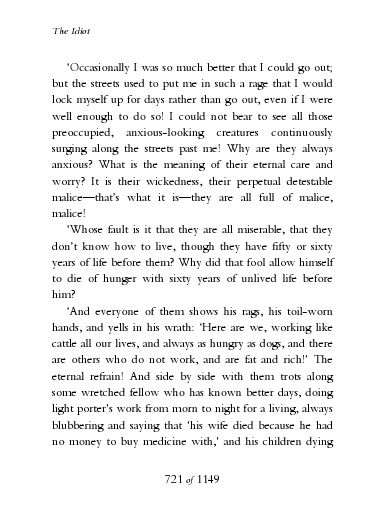 The Idiot
'Occasionally I was so much better that I could go out;
but the streets used to put me in such a rage that I would
lock myself up for days rather than go out, even if I were
well enough to do so! I could not bear to see all those
preoccupied, anxious-looking creatures continuously
surging along the streets past me! Why are they always
anxious? What is the meaning of their eternal care and
worry? It is their wickedness, their perpetual detestable
malice—that's what it is—they are all full of malice,
malice!
'Whose fault is it that they are all miserable, that they
don't know how to live, though they have fifty or sixty
years of life before them? Why did that fool allow himself
to die of hunger with sixty years of unlived life before
him?
'And everyone of them shows his rags, his toil-worn
hands, and yells in his wrath: 'Here are we, working like
cattle all our lives, and always as hungry as dogs, and there
are others who do not work, and are fat and rich!' The
eternal refrain! And side by side with them trots along
some wretched fellow who has known better days, doing
light porter's work from morn to night for a living, always
blubbering and saying that 'his wife died because he had
no money to buy medicine with,' and his children dying
721 of 1149